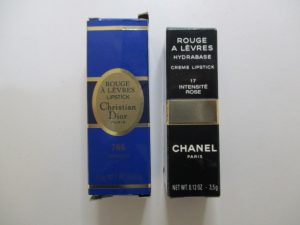 ROUGE
A LÈVRES
LIPSTICK
Christian
Dior
PARIS
766
ROUGE
A LÈVRES
HYDRABASE
CREME LIPSTICK
17
INTENSITÉ
ROSE
CHANEL
PARIS
NET WT. 0.12 OZ. - 3,5g